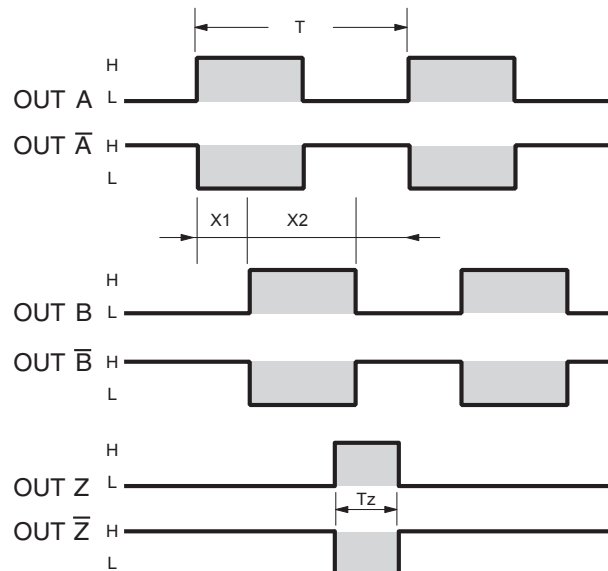 T
H
OUT A L
OUT A̅ H
L
X1 X2
H
OUT B L
OUT B̅ H
L
H
OUT Z L
Tz
OUT Z̅ H
L